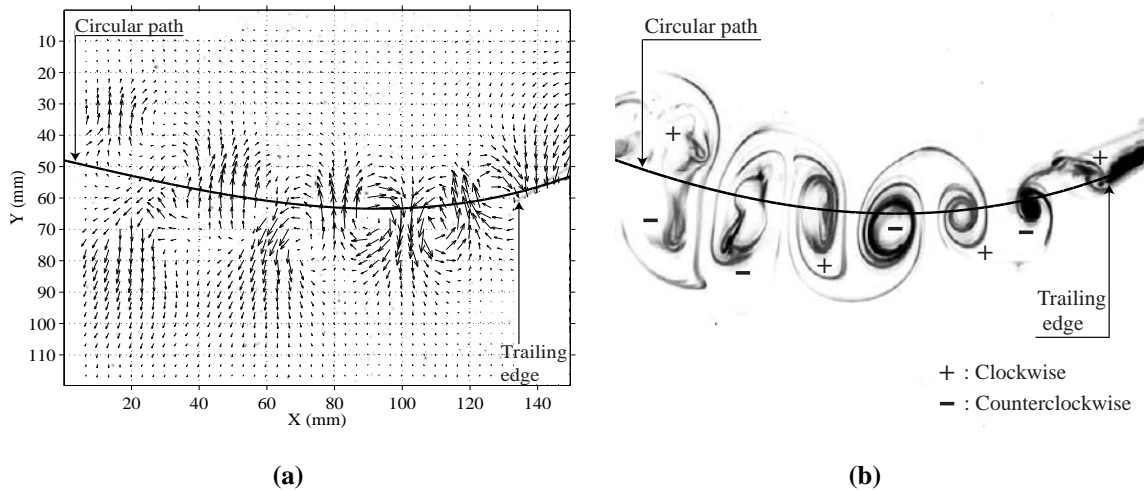 Circular path
10
20
30
40
50
60
70
80
90
100
110
Y (mm)
20
40
60
80
100
120
140
X (mm)
Trailing
edge
(a)
Circular path
+
+
−
−
−
+
+
−
Trailing
edge
+ : Clockwise
− : Counterclockwise
(b)